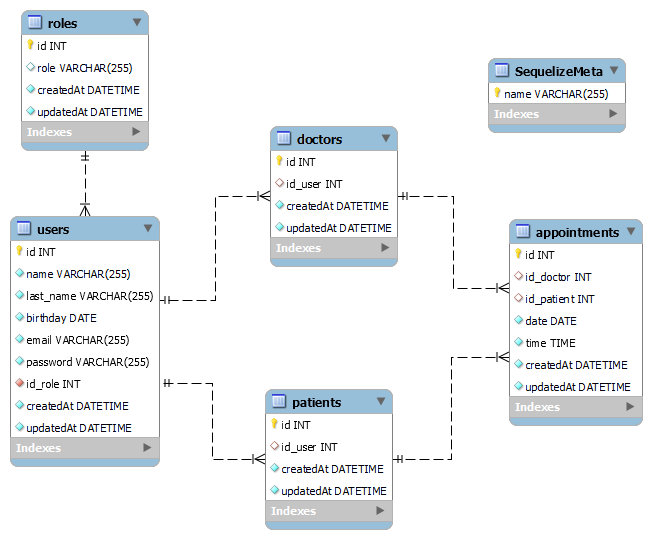 roles
id INT
role VARCHAR(255)
createdAt DATETIME
updatedAt DATETIME
Indexes
users
id INT
name VARCHAR(255)
last_name VARCHAR(255)
birthday DATE
email VARCHAR(255)
password VARCHAR(255)
id_role INT
createdAt DATETIME
updatedAt DATETIME
Indexes
doctors
id INT
id_user INT
createdAt DATETIME
updatedAt DATETIME
Indexes
patients
id INT
id_user INT
createdAt DATETIME
updatedAt DATETIME
Indexes
SequelizeMeta
name VARCHAR(255)
Indexes
appointments
id INT
id_doctor INT
id_patient INT
date DATE
time TIME
createdAt DATETIME
updatedAt DATETIME
Indexes